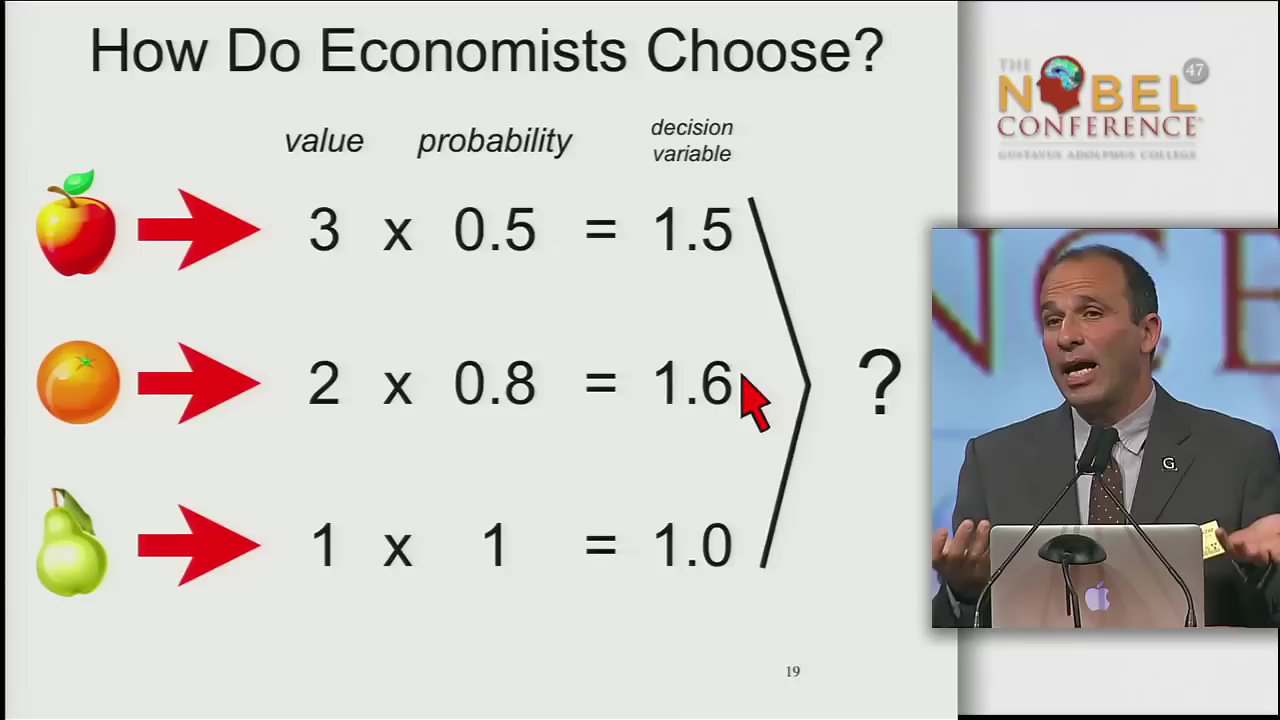 How Do Economists Choose?
value probability decision variable
3 x 0.5 = 1.5
2 x 0.8 = 1.6
?
1 x 1 = 1.0
19
THE
NOBEL 47
CONFERENCE
GUSTAVUS ADOLPHUS COLLEGE
NCE
G